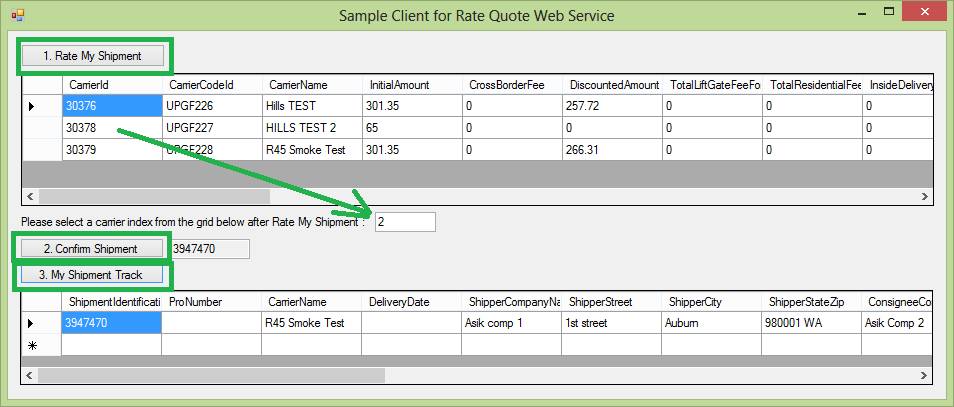 Sample Client for Rate Quote Web Service
1. Rate My Shipment
CarrierId CarrierCodeId CarrierName InitialAmount CrossBorderFee DiscountedAmount TotalLiftGateFeeFo TotalResidentialFee InsideDelivery
30376 UPGF226 Hills TEST 301.35 0 257.72 0 0 0
30378 UPGF227 HILLS TEST 2 65 0 0 0 0 0
30379 UPGF228 R45 Smoke Test 301.35 0 266.31 0 0 0
Please select a carrier index from the grid below after Rate My Shipment : 2
2. Confirm Shipment 3947470
3. My Shipment Track
ShipmentIdentificati ProNumber CarrierName DeliveryDate ShipperCompanyNa ShipperStreet ShipperCity ShipperStateZip ConsigneeCo
3947470 R45 Smoke Test Asik comp 1 1st street Auburn 980001 WA Asik Comp 2